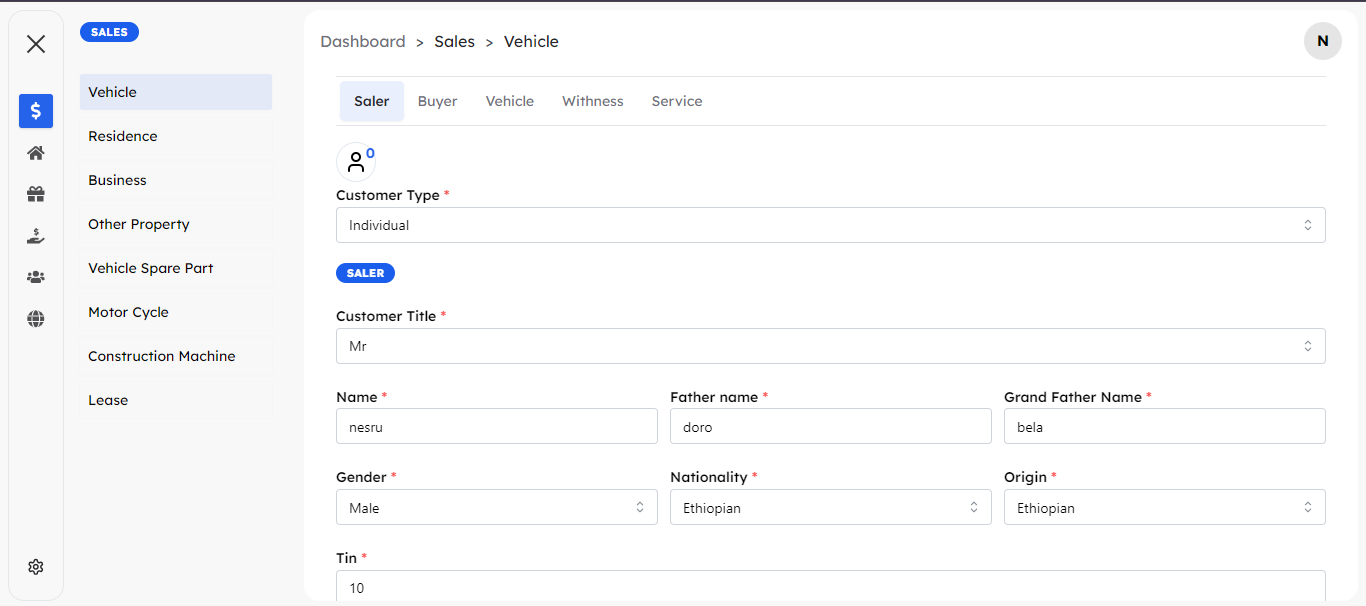 SALES
Vehicle
Residence
Business
Other Property
Vehicle Spare Part
Motor Cycle
Construction Machine
Lease
Dashboard > Sales > Vehicle
N
Saler Buyer Vehicle Withness Service
0
Customer Type *
Individual
SALER
Customer Title *
Mr
Name * Father name * Grand Father Name *
nesru doro bela
Gender * Nationality * Origin *
Male Ethiopian Ethiopian
Tin *
10